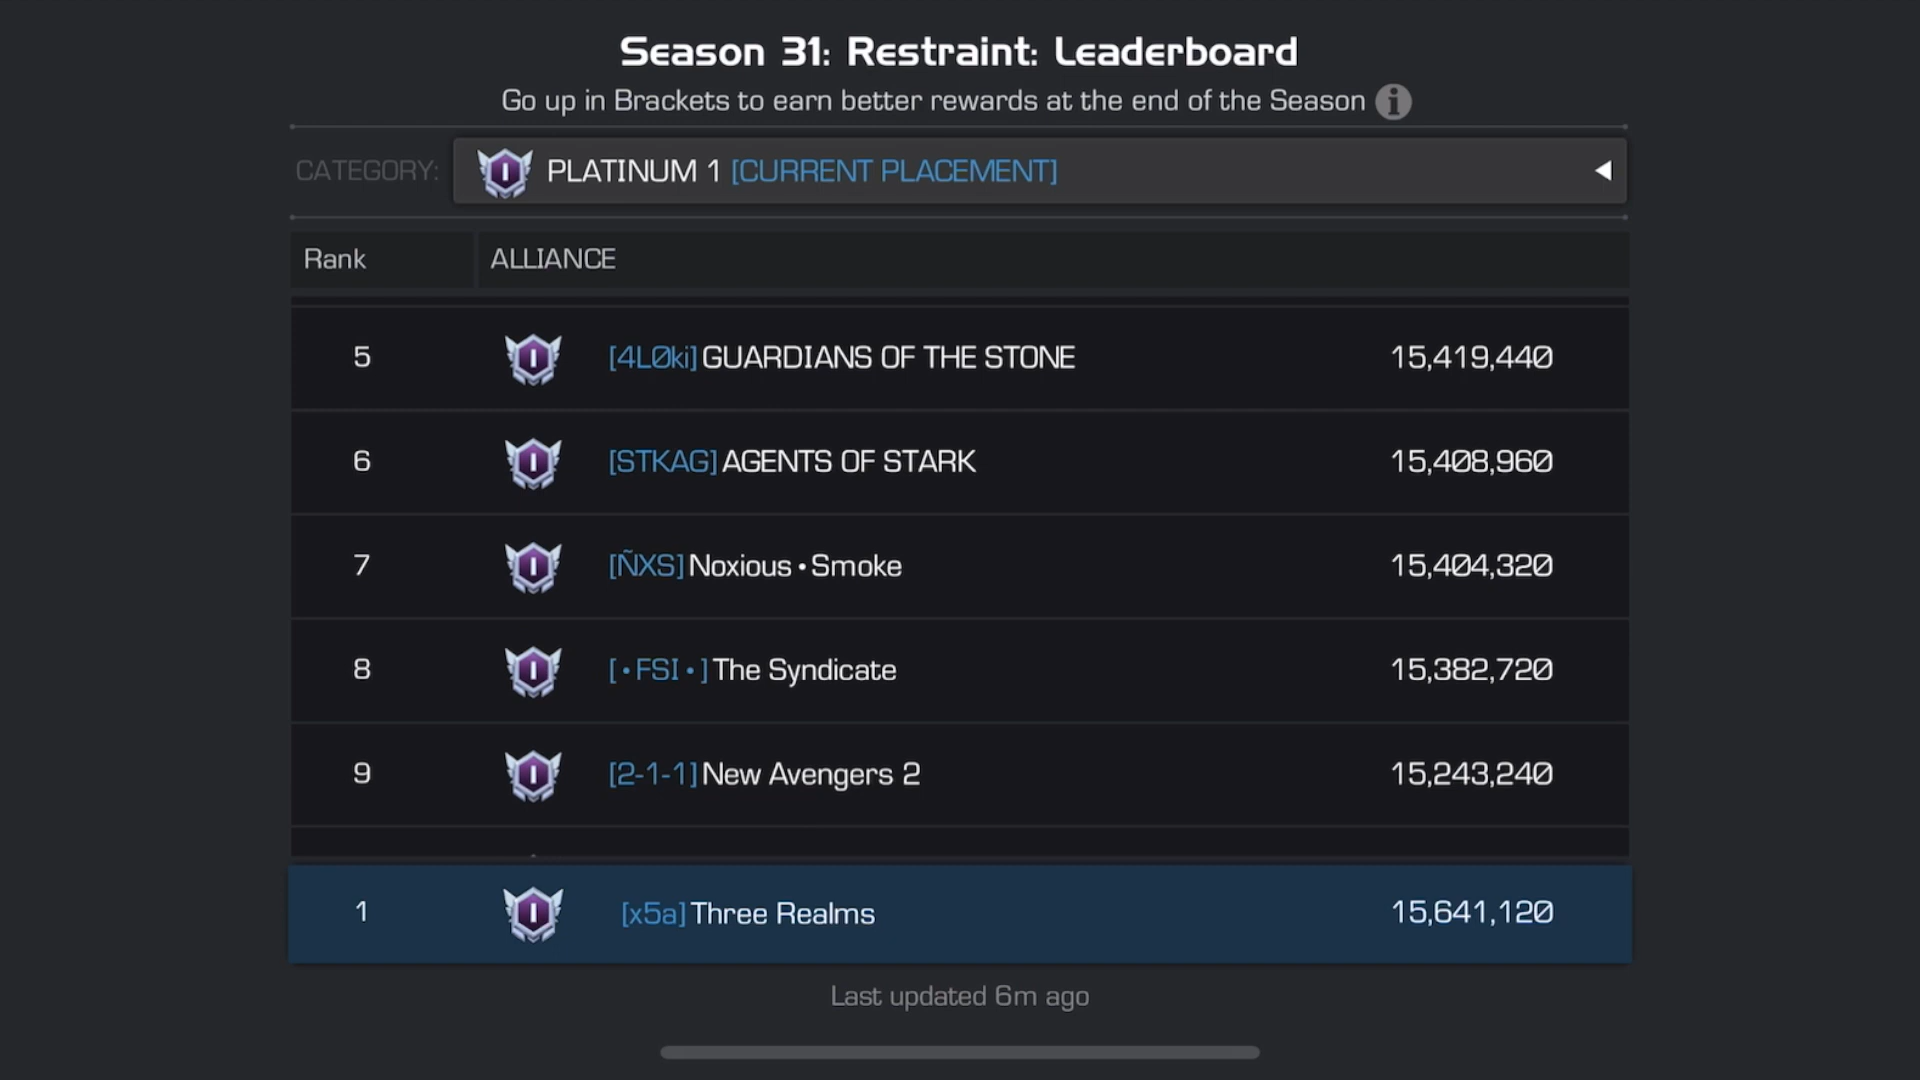 Season 31: Restraint: Leaderboard
Go up in Brackets to earn better rewards at the end of the Season i
CATEGORY: I PLATINUM 1 [CURRENT PLACEMENT]
Rank ALLIANCE
5 I [4LØki] GUARDIANS OF THE STONE 15,419,440
6 I [STKAG] AGENTS OF STARK 15,408,960
7 I [ÑXS] Noxious•Smoke 15,404,320
8 I [•FSI•] The Syndicate 15,382,720
9 I [2-1-1] New Avengers 2 15,243,240
1 I [x5a] Three Realms 15,641,120
Last updated 6m ago